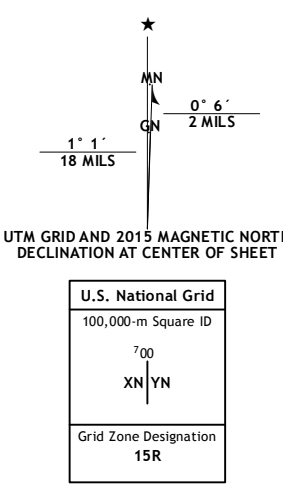 ★
MN
0° 6´
GN
2 MILS
1° 1´
18 MILS
UTM GRID AND 2015 MAGNETIC NORT
DECLINATION AT CENTER OF SHEET
U.S. National Grid
100,000-m Square ID
⁷00
XN YN
Grid Zone Designation
15R